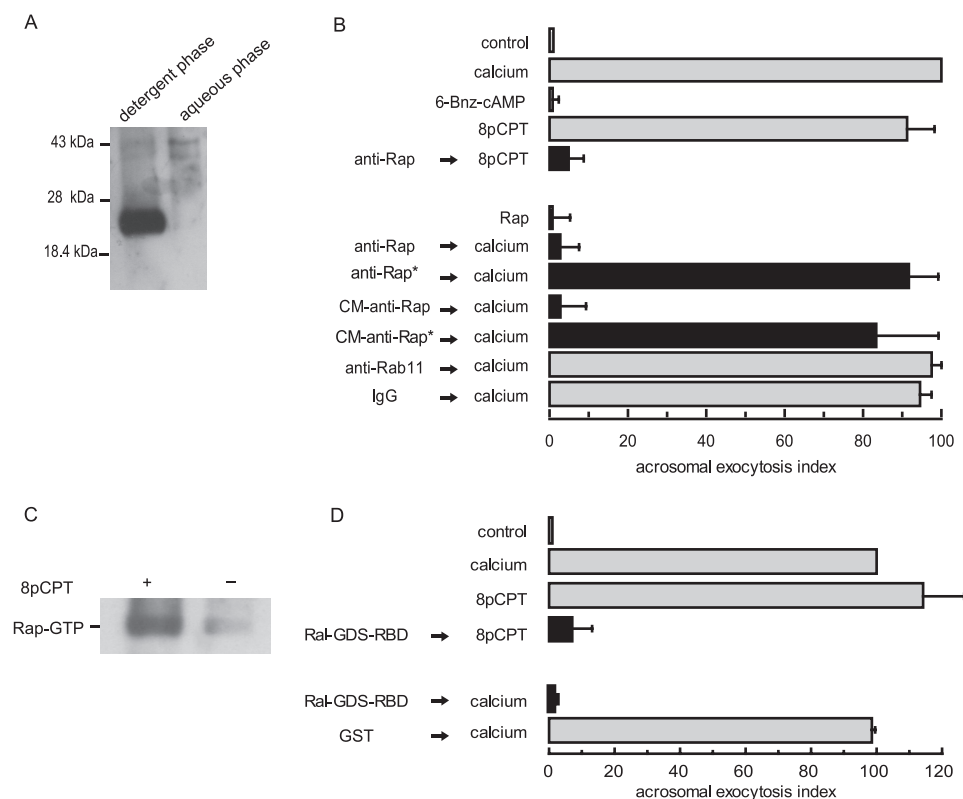 A
detergent phase
aqueous phase
43 kDa
28 kDa
18.4 kDa
B
control
calcium
6-Bnz-cAMP
8pCPT
anti-Rap → 8pCPT
Rap
anti-Rap → calcium
anti-Rap* → calcium
CM-anti-Rap → calcium
CM-anti-Rap* → calcium
anti-Rab11 → calcium
IgG → calcium
0 20 40 60 80 100
acrosomal exocytosis index
C
8pCPT + –
Rap-GTP
D
control
calcium
8pCPT
Ral-GDS-RBD → 8pCPT
Ral-GDS-RBD → calcium
GST → calcium
0 20 40 60 80 100 120
acrosomal exocytosis index